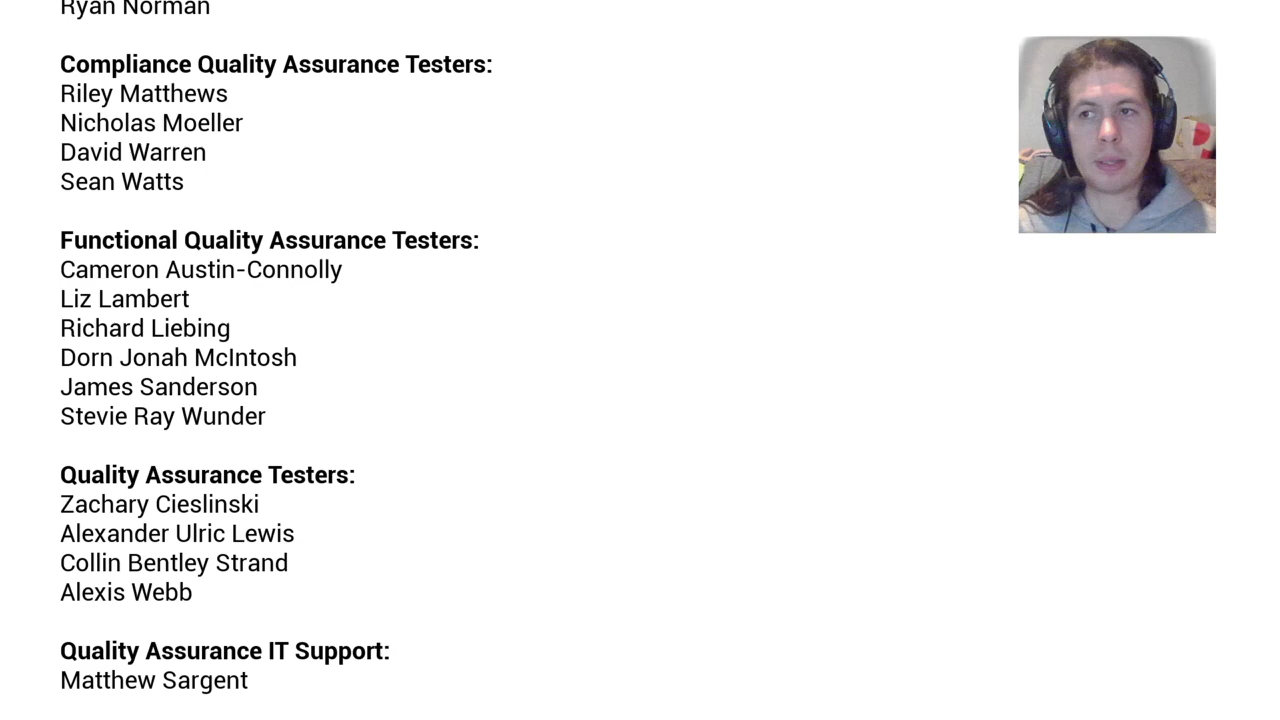 Ryan Norman
Compliance Quality Assurance Testers:
Riley Matthews
Nicholas Moeller
David Warren
Sean Watts
Functional Quality Assurance Testers:
Cameron Austin-Connolly
Liz Lambert
Richard Liebing
Dorn Jonah McIntosh
James Sanderson
Stevie Ray Wunder
Quality Assurance Testers:
Zachary Cieslinski
Alexander Ulric Lewis
Collin Bentley Strand
Alexis Webb
Quality Assurance IT Support:
Matthew Sargent